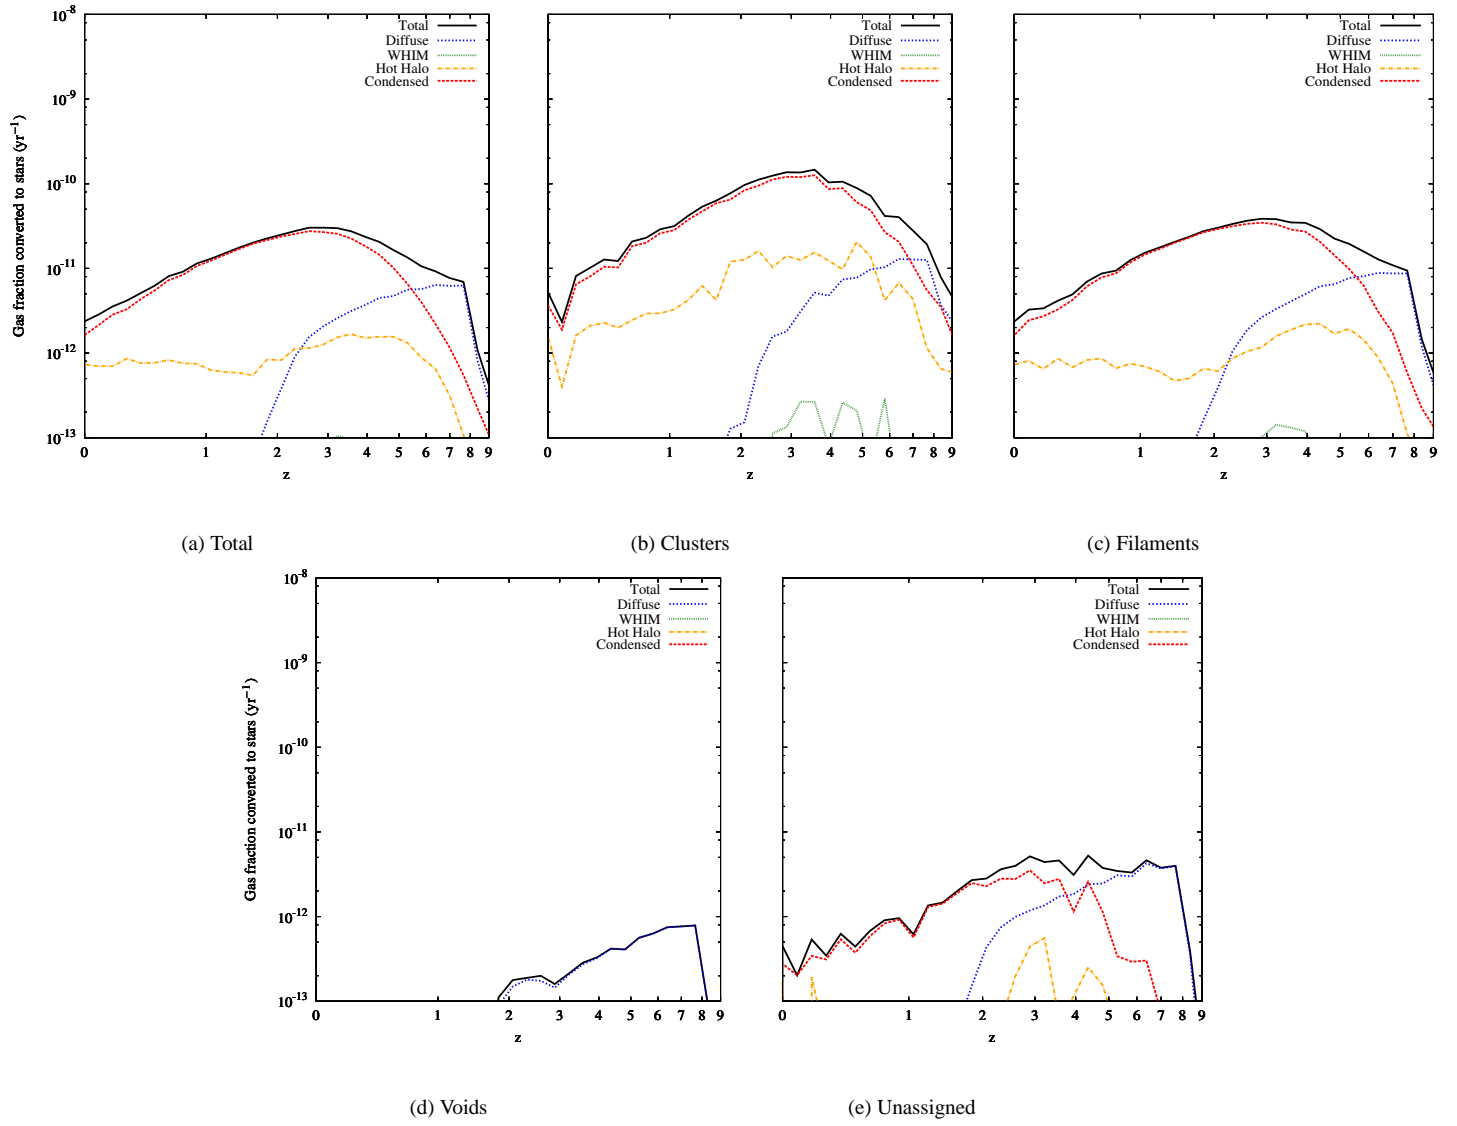 Gas fraction converted to stars (yr⁻¹)
10⁻⁸
10⁻⁹
10⁻¹⁰
10⁻¹¹
10⁻¹²
10⁻¹³
Total
Diffuse
WHIM
Hot Halo
Condensed
0 1 2 3 4 5 6 7 8 9
z
(a) Total
Total
Diffuse
WHIM
Hot Halo
Condensed
0 1 2 3 4 5 6 7 8 9
z
(b) Clusters
Total
Diffuse
WHIM
Hot Halo
Condensed
0 1 2 3 4 5 6 7 8 9
z
(c) Filaments
Gas fraction converted to stars (yr⁻¹)
10⁻⁸
10⁻⁹
10⁻¹⁰
10⁻¹¹
10⁻¹²
10⁻¹³
Total
Diffuse
WHIM
Hot Halo
Condensed
0 1 2 3 4 5 6 7 8 9
z
(d) Voids
Total
Diffuse
WHIM
Hot Halo
Condensed
0 1 2 3 4 5 6 7 8 9
z
(e) Unassigned